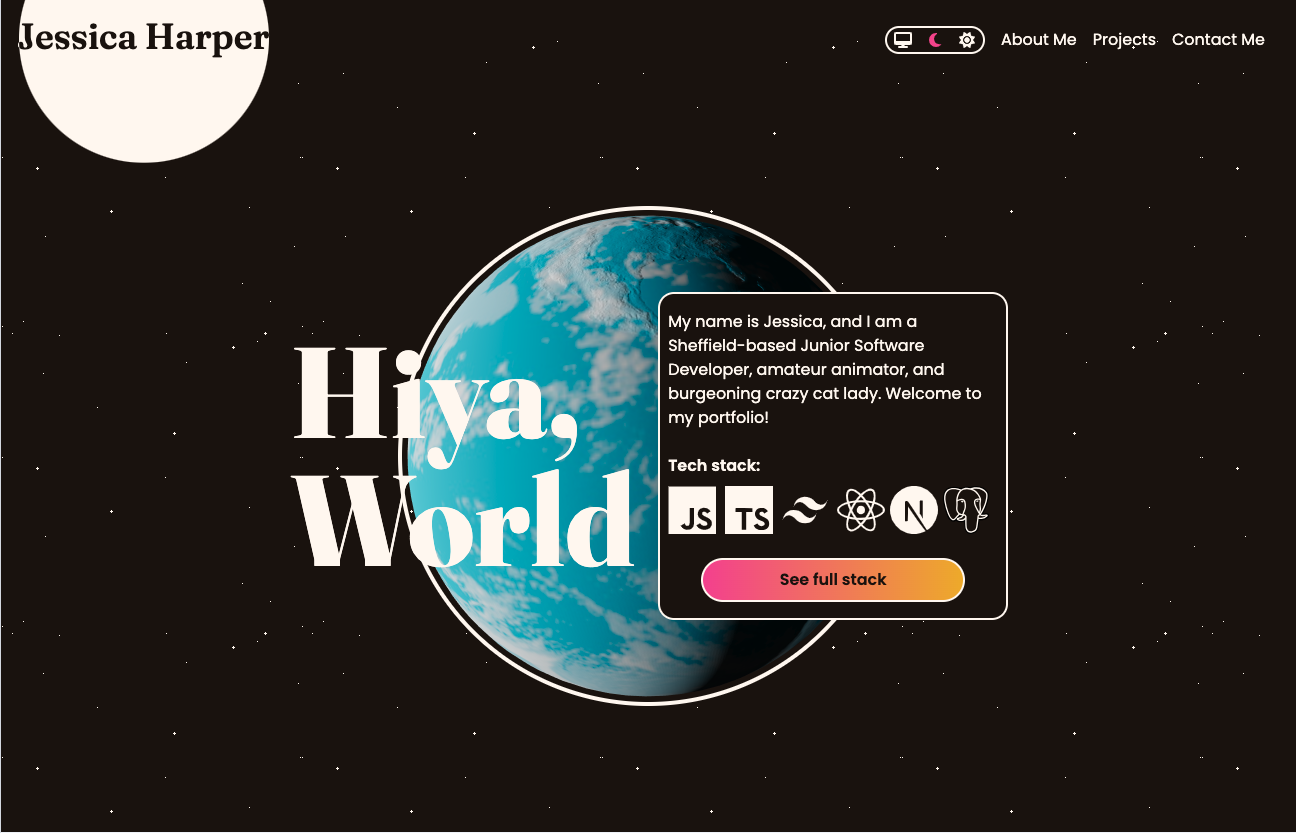 Jessica Harper
About Me Projects Contact Me
Hiya,
World
My name is Jessica, and I am a
Sheffield-based Junior Software
Developer, amateur animator, and
burgeoning crazy cat lady. Welcome to
my portfolio!
Tech stack:
JS TS N
See full stack